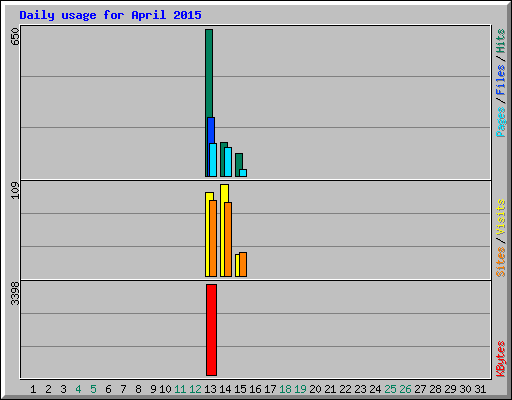 Daily usage for April 2015
650
Pages / Files / Hits
109
Sites / Visits
3398
KBytes
1 2 3 4 5 6 7 8 9 10 11 12 13 14 15 16 17 18 19 20 21 22 23 24 25 26 27 28 29 30 31